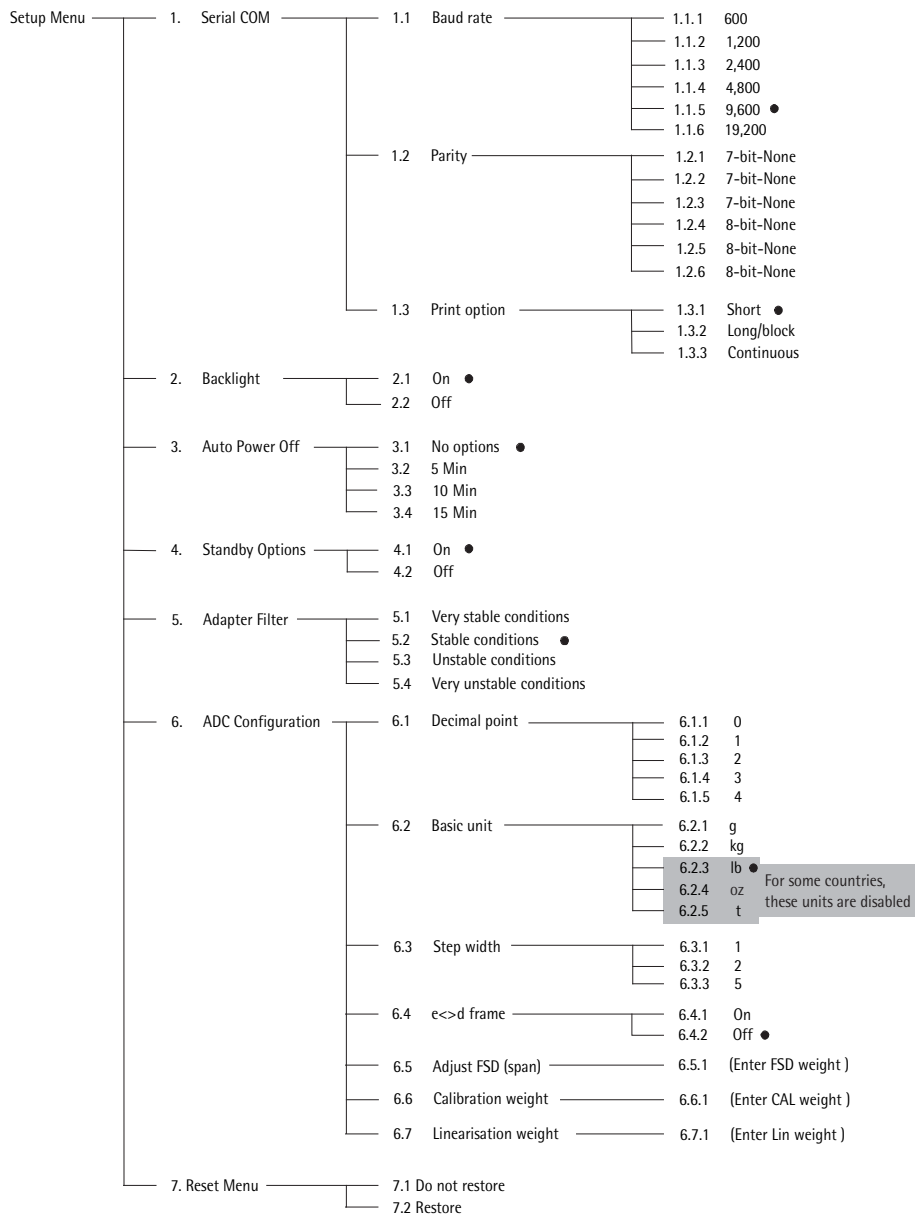 Setup Menu
1. Serial COM
1.1 Baud rate
1.1.1 600
1.1.2 1,200
1.1.3 2,400
1.1.4 4,800
1.1.5 9,600 ●
1.1.6 19,200
1.2 Parity
1.2.1 7-bit-None
1.2.2 7-bit-None
1.2.3 7-bit-None
1.2.4 8-bit-None
1.2.5 8-bit-None
1.2.6 8-bit-None
1.3 Print option
1.3.1 Short ●
1.3.2 Long/block
1.3.3 Continuous
2. Backlight
2.1 On ●
2.2 Off
3. Auto Power Off
3.1 No options ●
3.2 5 Min
3.3 10 Min
3.4 15 Min
4. Standby Options
4.1 On ●
4.2 Off
5. Adapter Filter
5.1 Very stable conditions
5.2 Stable conditions ●
5.3 Unstable conditions
5.4 Very unstable conditions
6. ADC Configuration
6.1 Decimal point
6.1.1 0
6.1.2 1
6.1.3 2
6.1.4 3
6.1.5 4
6.2 Basic unit
6.2.1 g
6.2.2 kg
6.2.3 lb ●
6.2.4 oz
6.2.5 t
For some countries,
these units are disabled
6.3 Step width
6.3.1 1
6.3.2 2
6.3.3 5
6.4 e<>d frame
6.4.1 On
6.4.2 Off ●
6.5 Adjust FSD (span)
6.5.1 (Enter FSD weight )
6.6 Calibration weight
6.6.1 (Enter CAL weight )
6.7 Linearisation weight
6.7.1 (Enter Lin weight )
7. Reset Menu
7.1 Do not restore
7.2 Restore